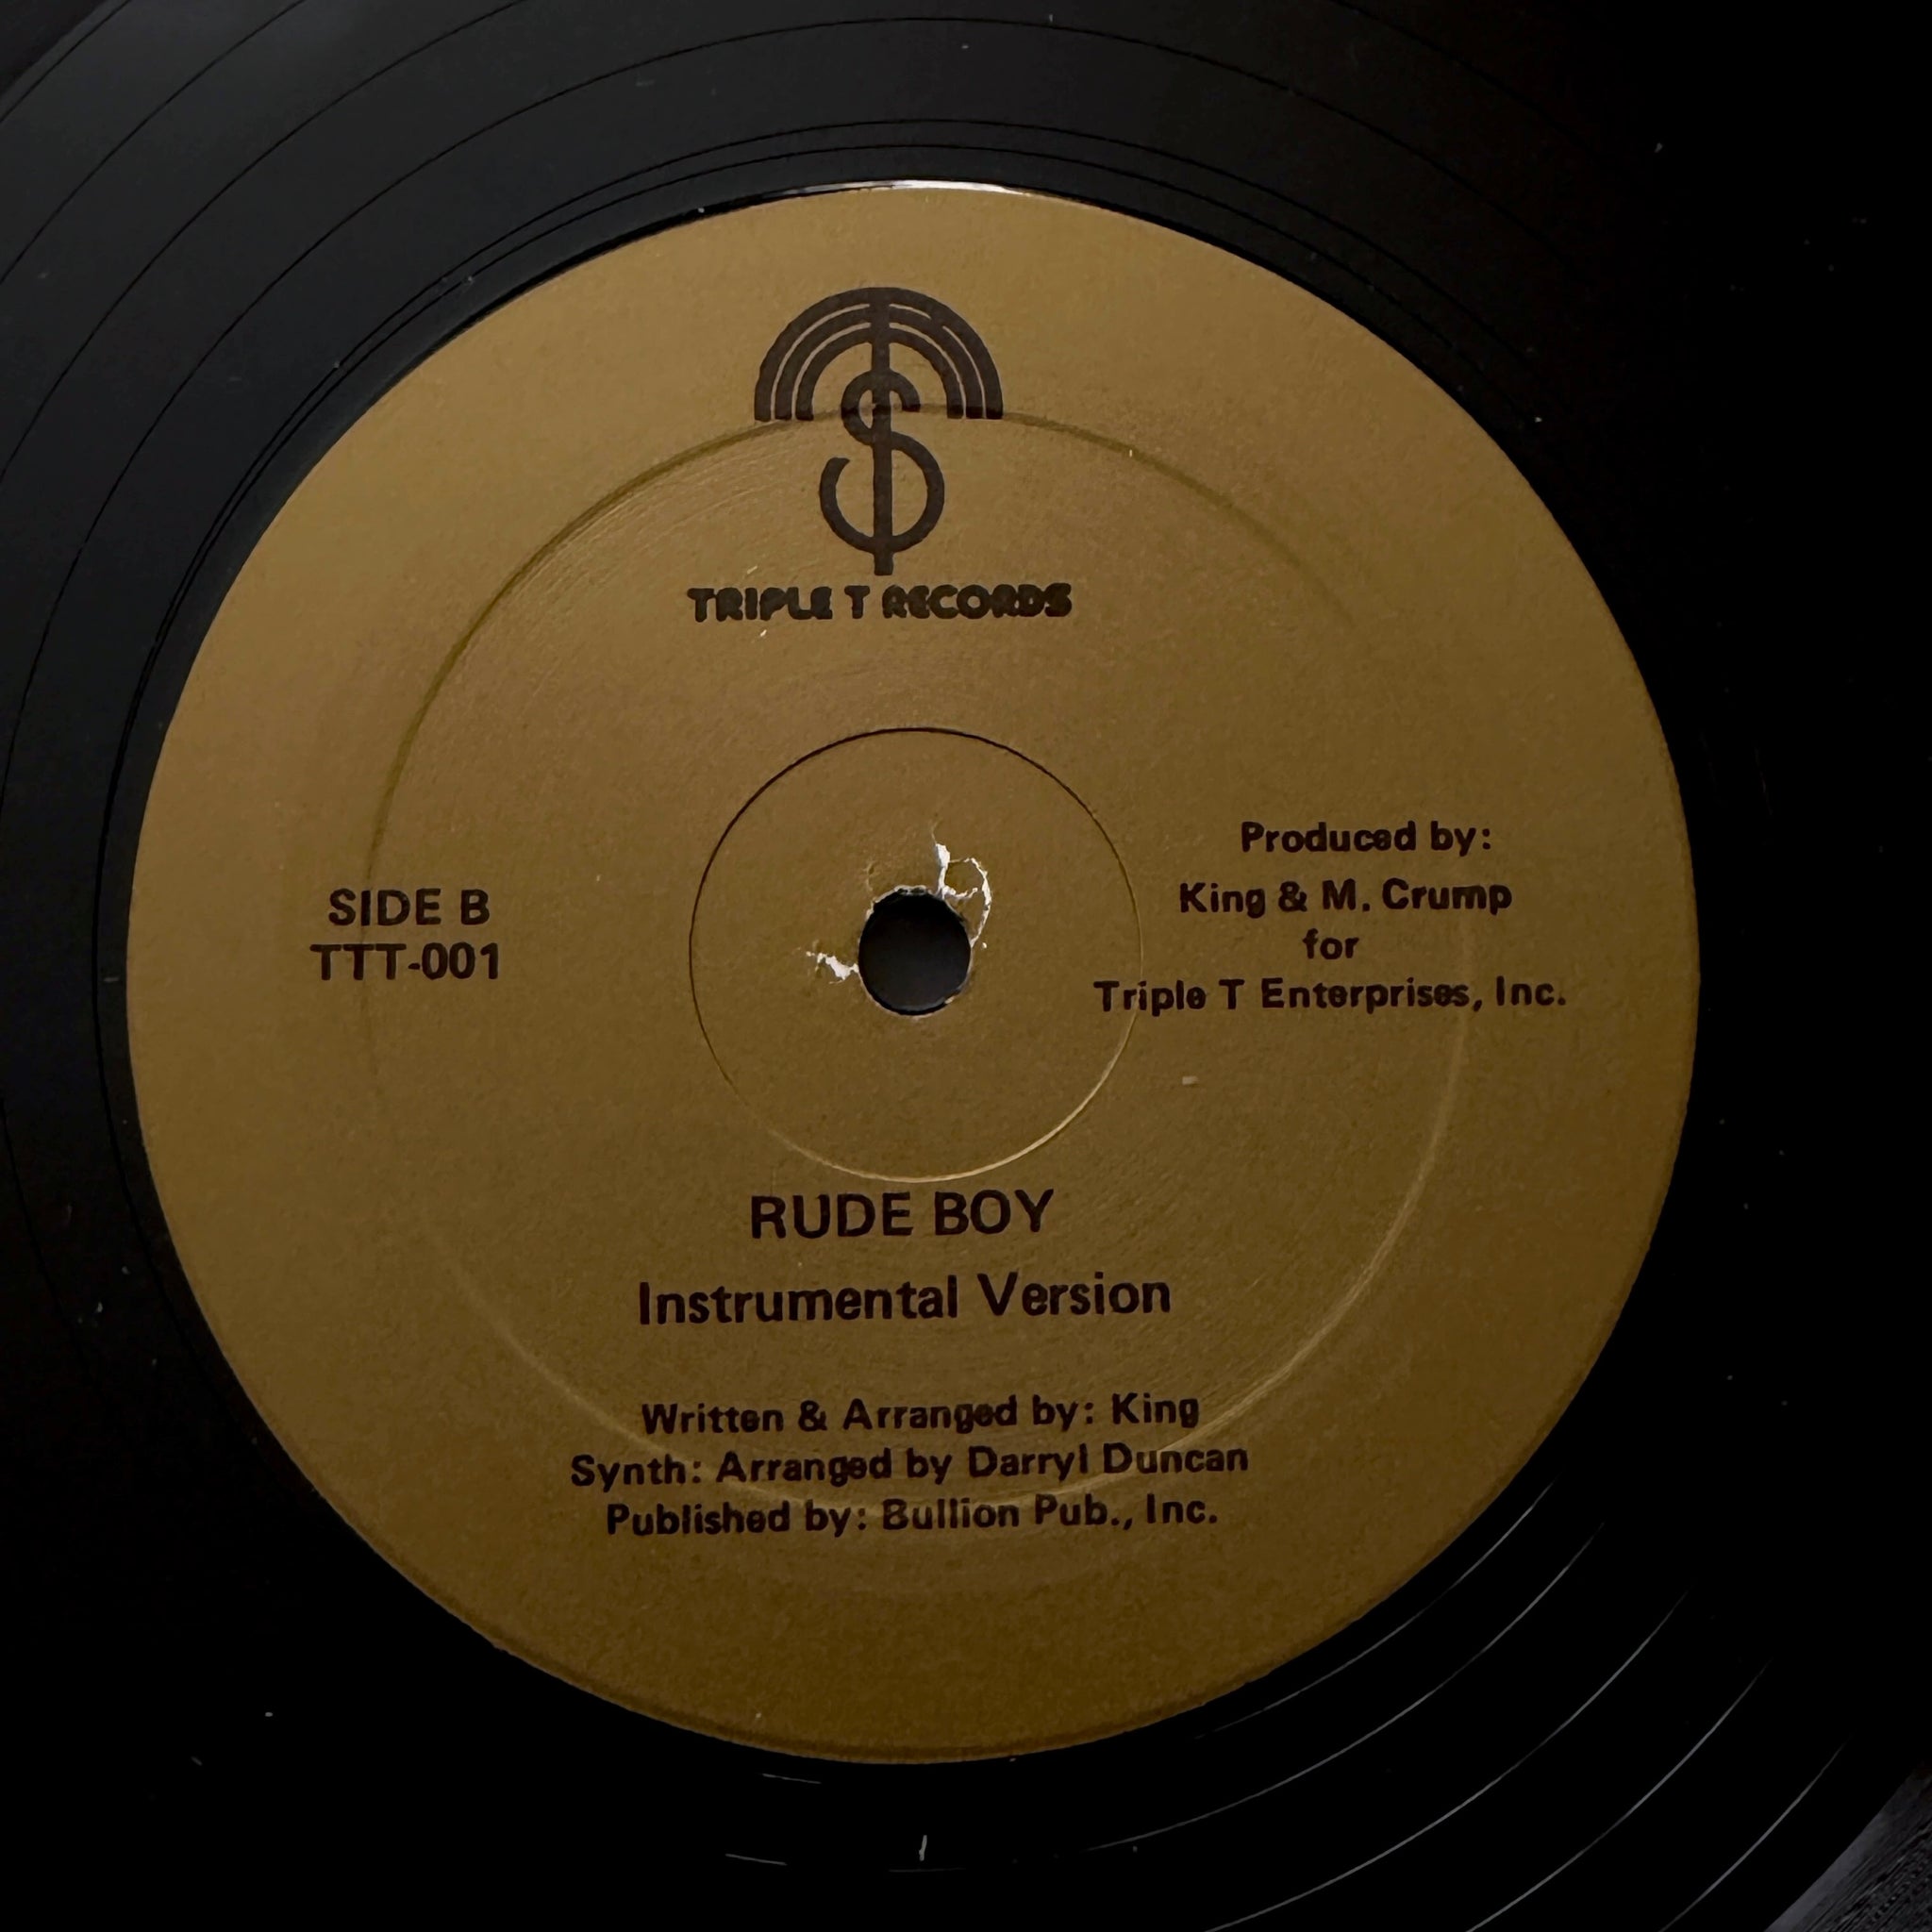 TRIPLE T RECORDS
SIDE B
TTT-001
Produced by:
King & M. Crump
for
Triple T Enterprises, Inc.
RUDE BOY
Instrumental Version
Written & Arranged by: King
Synth: Arranged by Darryl Duncan
Published by: Bullion Pub., Inc.